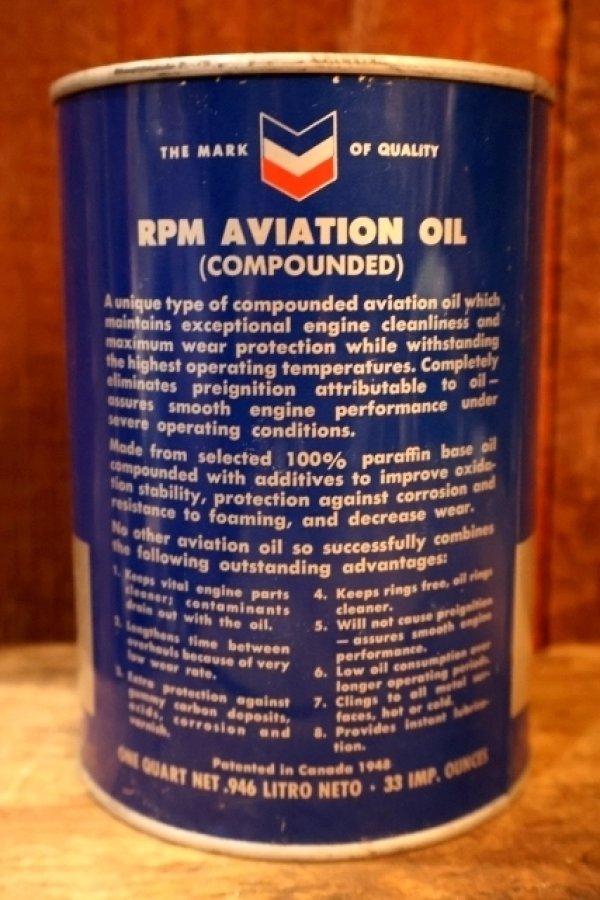 THE MARK OF QUALITY
RPM AVIATION OIL
(COMPOUNDED)
A unique type of compounded aviation oil which
maintains exceptional engine cleanliness and
maximum wear protection while withstanding
the highest operating temperatures. Completely
eliminates preignition attributable to oil —
assures smooth engine performance under
severe operating conditions.
Made from selected 100% paraffin base oil
compounded with additives to improve oxida-
tion stability, protection against corrosion and
resistance to foaming, and decrease wear.
No other aviation oil so successfully combines
the following outstanding advantages:
1. Keeps vital engine parts
cleaner; contaminants
drain out with the oil.
2. Lengthens time between
overhauls because of very
low wear rate.
3. Extra protection against
gummy carbon deposits,
acids, corrosion and
varnish.
4. Keeps rings free, oil rings
cleaner.
5. Will not cause preignition
— assures smooth engine
performance.
6. Low oil consumption over
longer operating periods.
7. Clings to all metal sur-
faces, hot or cold.
8. Provides instant lubrica-
tion.
Patented in Canada 1948
ONE QUART NET .946 LITRO NETO · 33 IMP. OUNCES